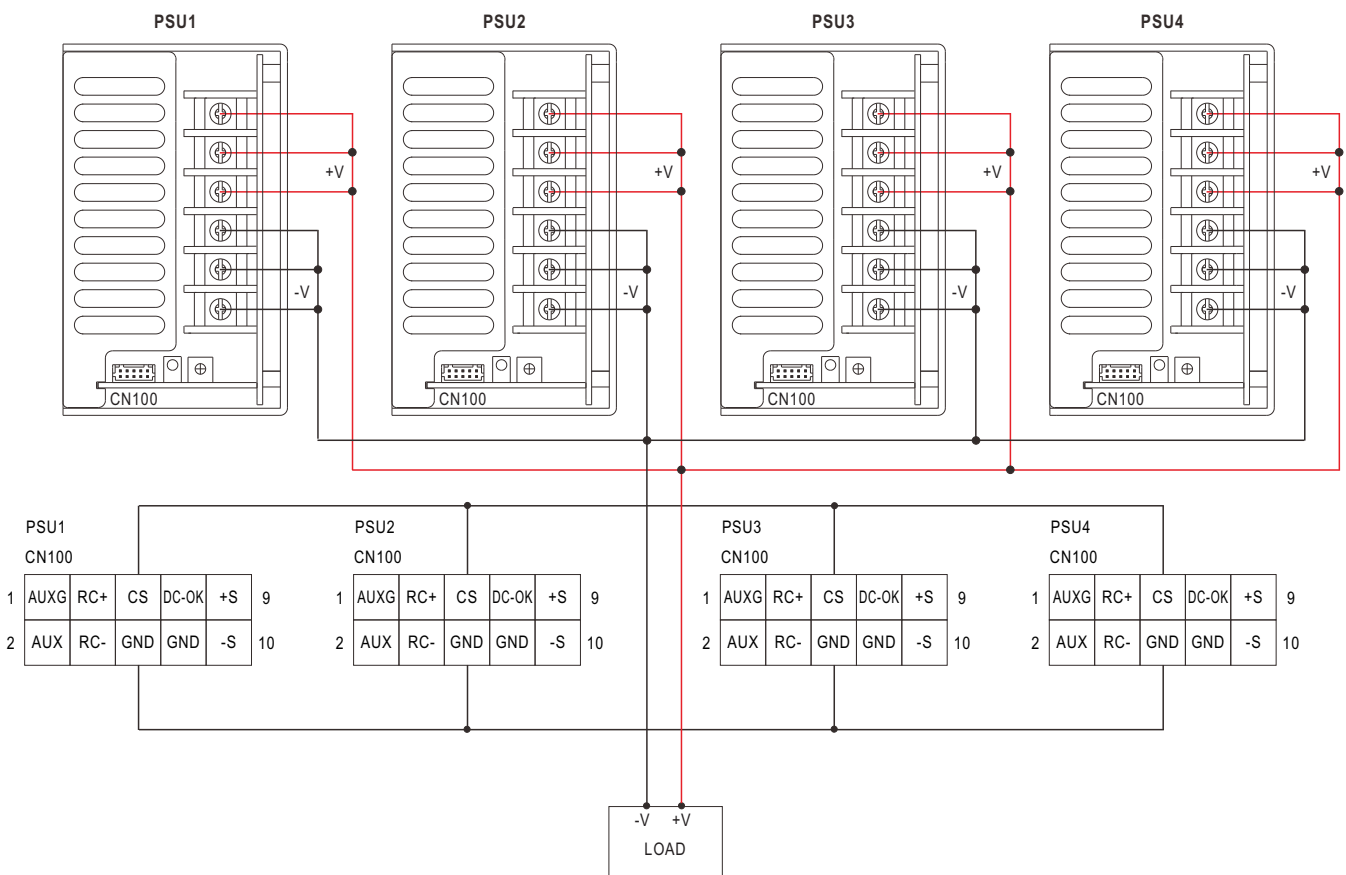 PSU1 PSU2 PSU3 PSU4
+V +V +V +V
-V -V -V -V
CN100 CN100 CN100 CN100
PSU1 PSU2 PSU3 PSU4
CN100 CN100 CN100 CN100
1 AUXG RC+ CS DC-OK +S 9 1 AUXG RC+ CS DC-OK +S 9 1 AUXG RC+ CS DC-OK +S 9 1 AUXG RC+ CS DC-OK +S 9
2 AUX RC- GND GND -S 10 2 AUX RC- GND GND -S 10 2 AUX RC- GND GND -S 10 2 AUX RC- GND GND -S 10
-V +V
LOAD